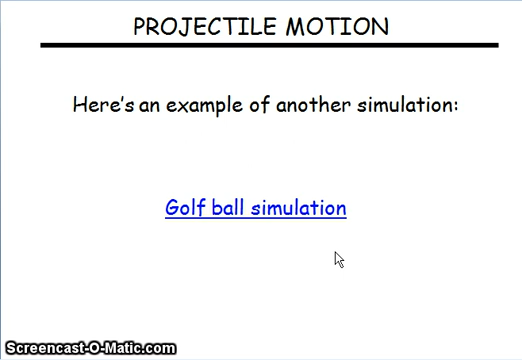 PROJECTILE MOTION
Here's an example of another simulation:
Golf ball simulation
Screencast-O-Matic.com